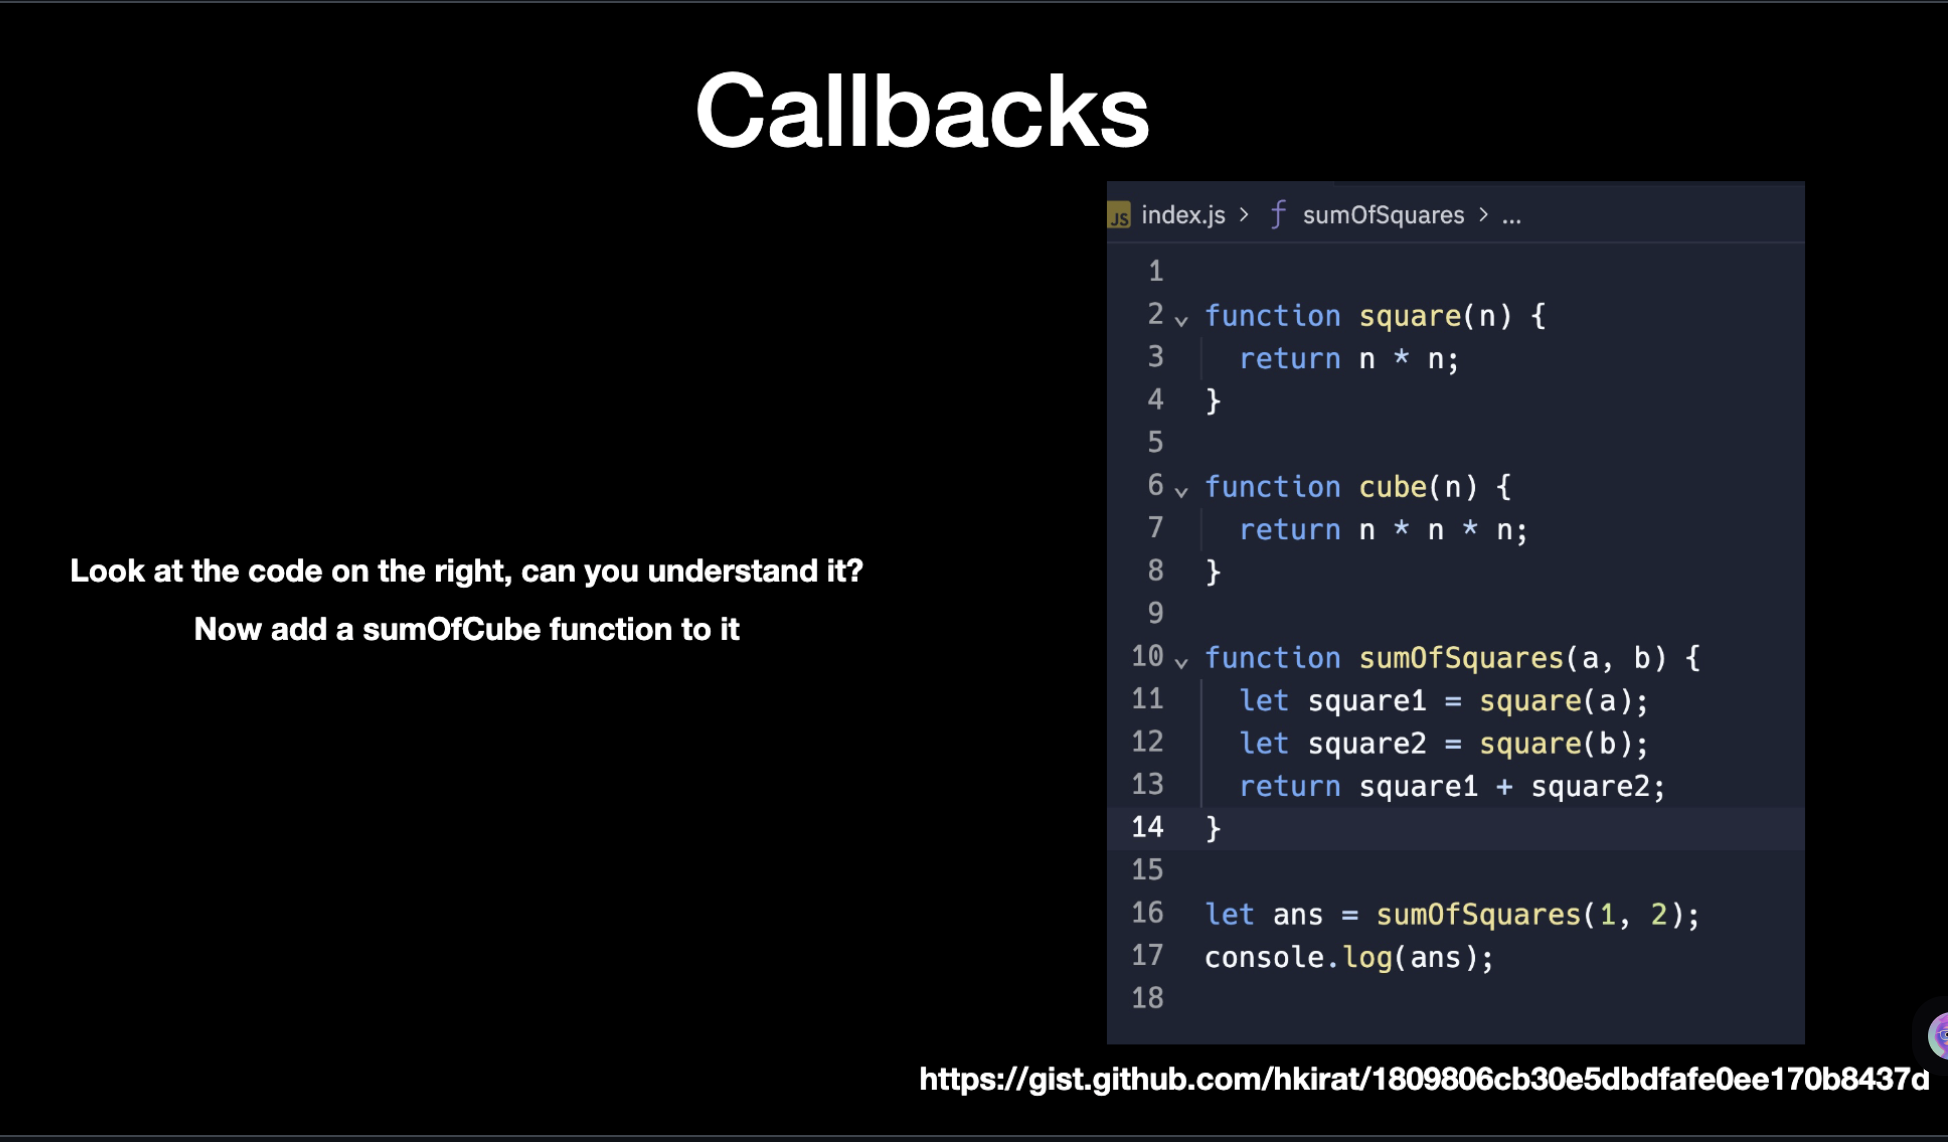 Callbacks
Look at the code on the right, can you understand it?
Now add a sumOfCube function to it
JS index.js > ƒ sumOfSquares > ...
1
2 function square(n) {
3   return n * n;
4 }
5
6 function cube(n) {
7   return n * n * n;
8 }
9
10 function sumOfSquares(a, b) {
11   let square1 = square(a);
12   let square2 = square(b);
13   return square1 + square2;
14 }
15
16 let ans = sumOfSquares(1, 2);
17 console.log(ans);
18
https://gist.github.com/hkirat/1809806cb30e5dbdfafe0ee170b8437d